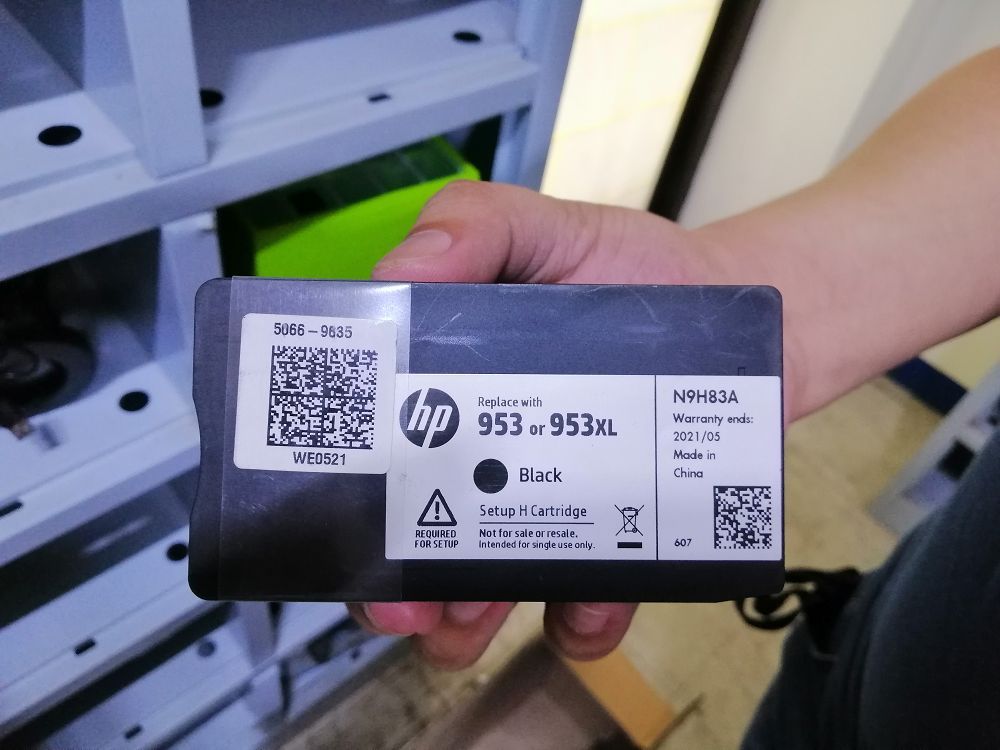 5066-9835
WE0521
hp
Replace with
953 or 953XL
Black
REQUIRED
FOR SETUP
Setup H Cartridge
Not for sale or resale.
Intended for single use only.
N9H83A
Warranty ends:
2021/05
Made in
China
607